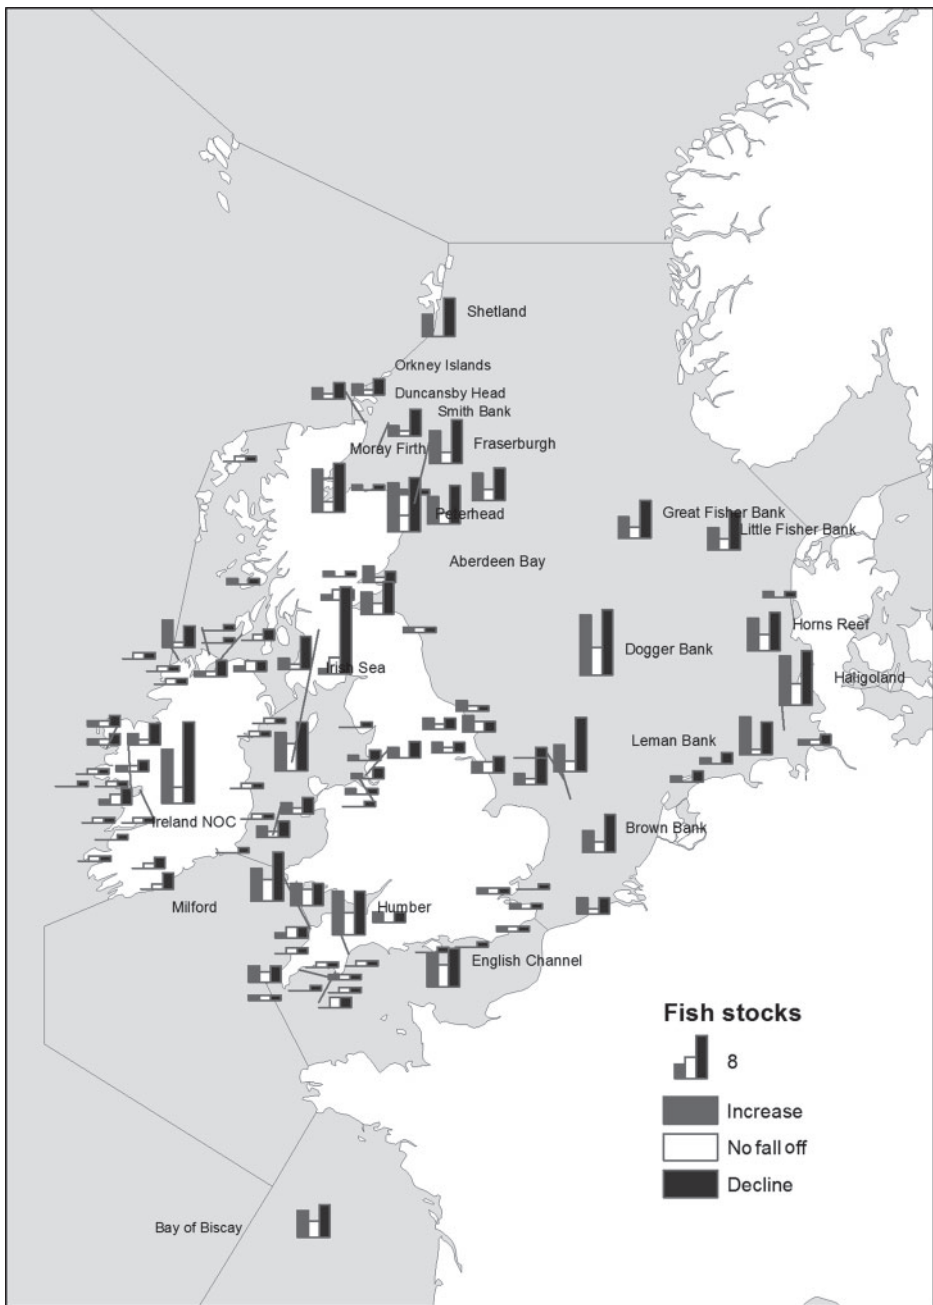 Shetland
Orkney Islands
Duncansby Head
Smith Bank
Moray Firth
Fraserburgh
Peterhead
Great Fisher Bank
Little Fisher Bank
Aberdeen Bay
Horns Reef
Dogger Bank
Irish Sea
Haligoland
Leman Bank
Ireland NOC
Brown Bank
Milford
Humber
English Channel
Fish stocks
8
Increase
No fall off
Decline
Bay of Biscay